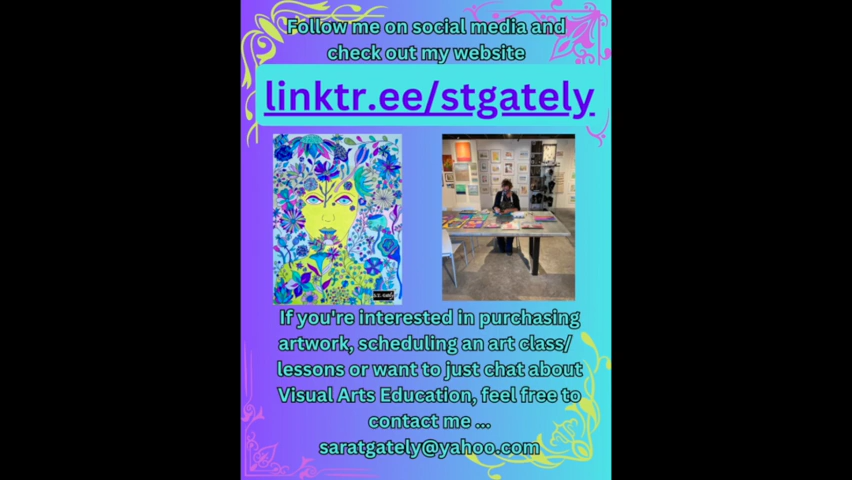 Follow me on social media and
check out my website
linktr.ee/stgately
If you're interested in purchasing
artwork, scheduling an art class/
lessons or want to just chat about
Visual Arts Education, feel free to
contact me ...
saratgately@yahoo.com